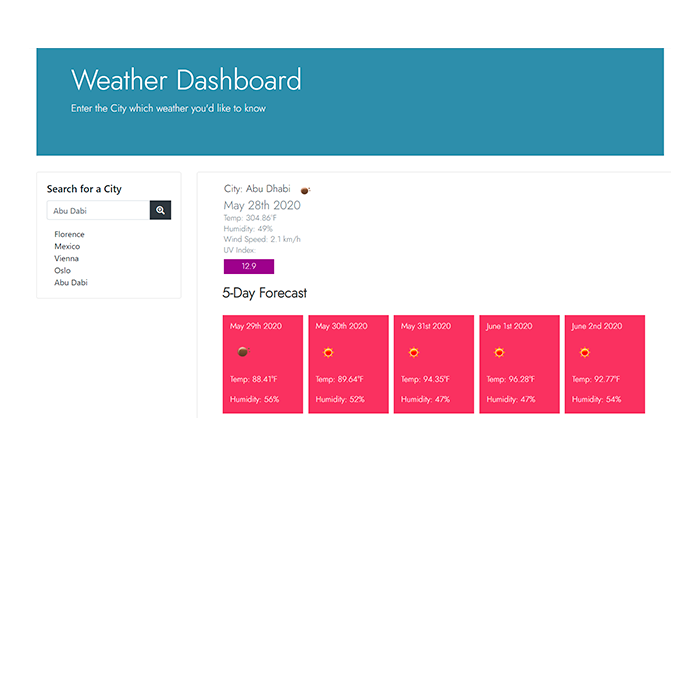 Weather Dashboard
Enter the City which weather you'd like to know
Search for a City
Abu Dabi
Florence
Mexico
Vienna
Oslo
Abu Dabi
City: Abu Dhabi
May 28th 2020
Temp: 304.86°F
Humidity: 49%
Wind Speed: 2.1 km/h
UV Index:
12.9
5-Day Forecast
May 29th 2020
Temp: 88.41°F
Humidity: 56%
May 30th 2020
Temp: 89.64°F
Humidity: 52%
May 31st 2020
Temp: 94.35°F
Humidity: 47%
June 1st 2020
Temp: 96.28°F
Humidity: 47%
June 2nd 2020
Temp: 92.77°F
Humidity: 54%